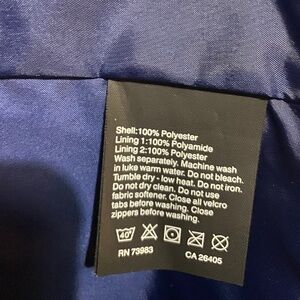 Shell:100% Polyester
Lining 1:100% Polyamide
Lining 2:100% Polyester
Wash separately. Machine wash
in luke warm water. Do not bleach.
Tumble dry - low heat. Do not iron.
Do not dry clean. Do not use
fabric softener. Close all velcro
tabs before washing. Close
zippers before washing.
40°
RN 73983 CA 26405